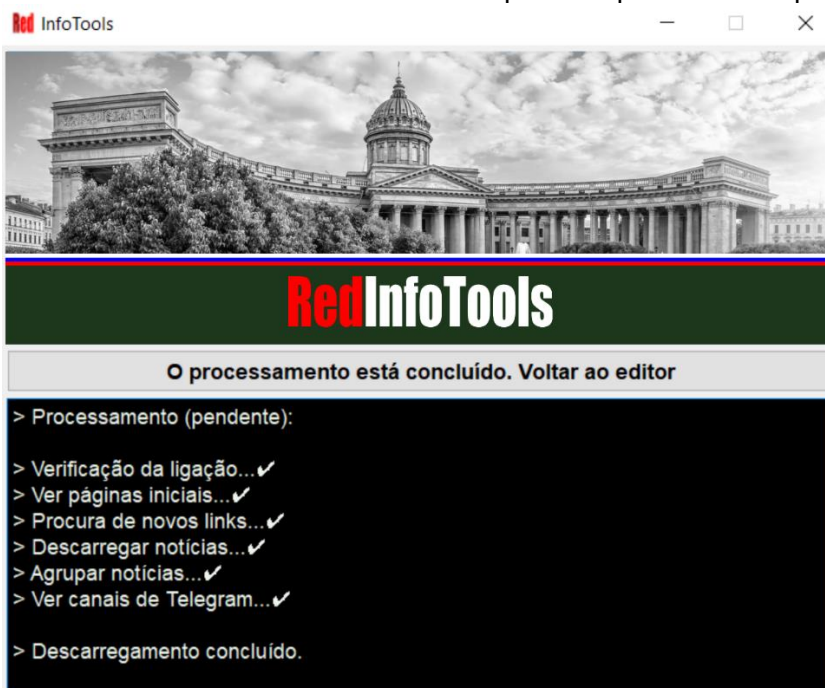 Red InfoTools
RedInfoTools
O processamento está concluído. Voltar ao editor
> Processamento (pendente):
> Verificação da ligação...✔
> Ver páginas iniciais...✔
> Procura de novos links...✔
> Descarregar notícias...✔
> Agrupar notícias...✔
> Ver canais de Telegram...✔
> Descarregamento concluído.